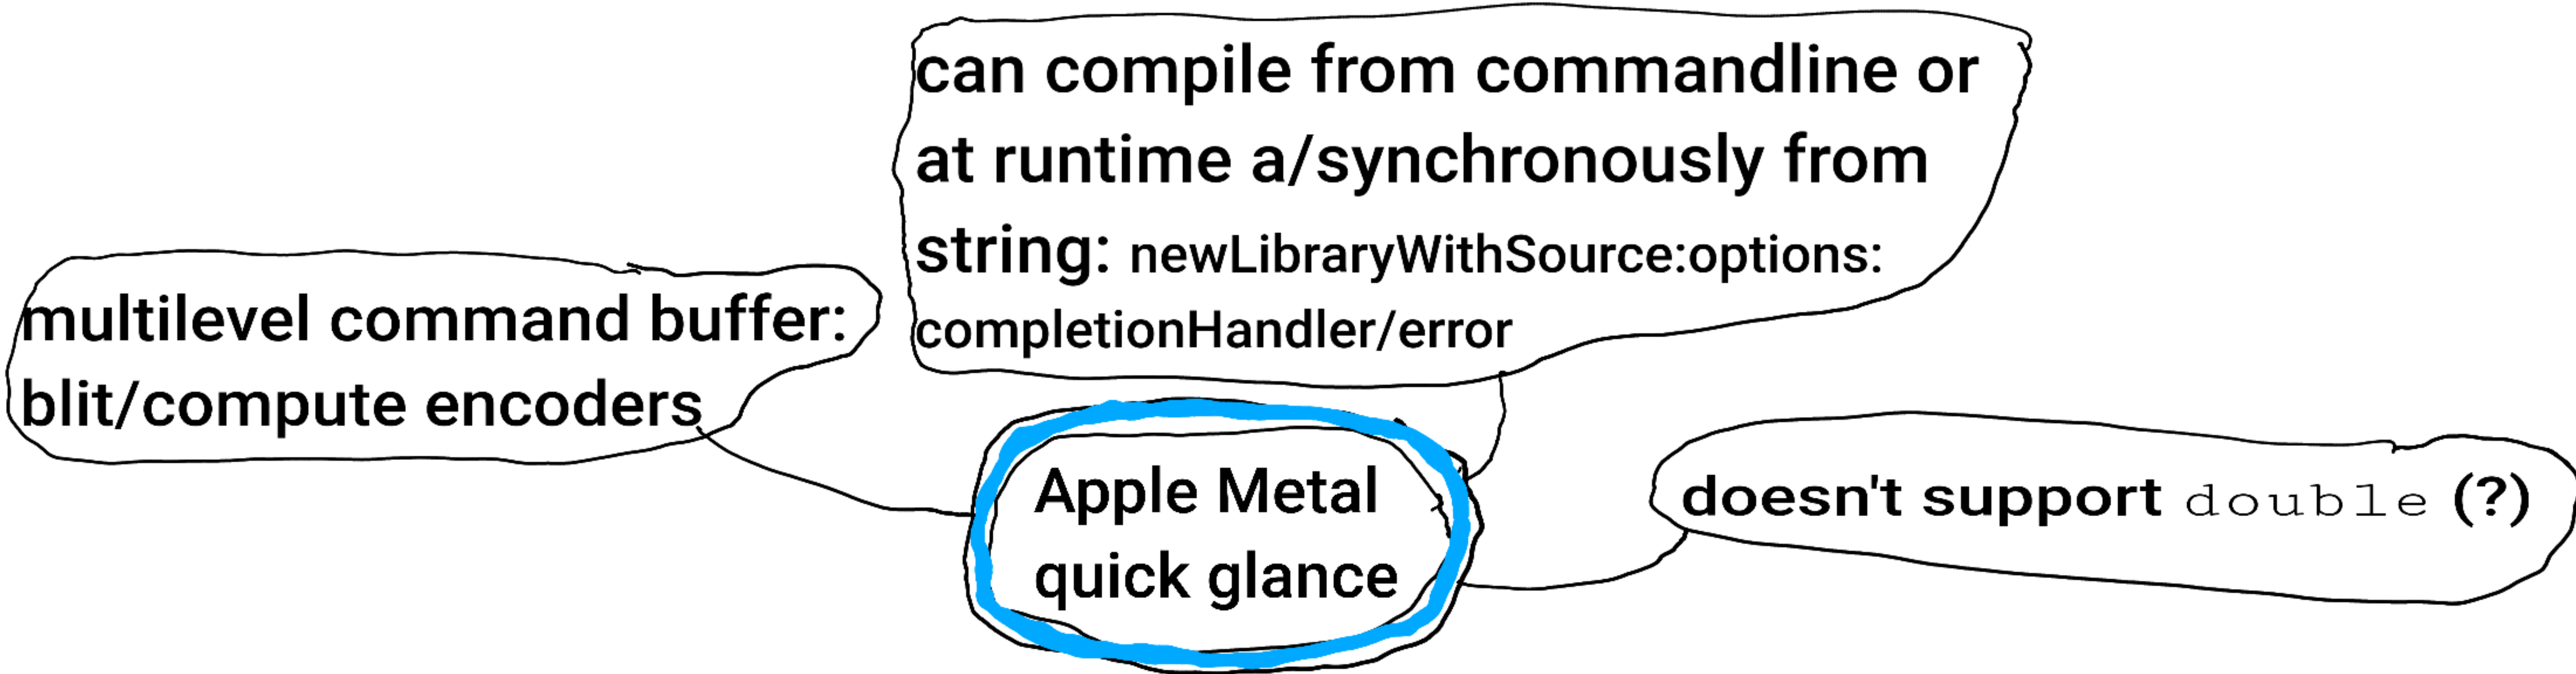 can compile from commandline or
at runtime a/synchronously from
string: newLibraryWithSource:options:
completionHandler/error
multilevel command buffer:
blit/compute encoders
Apple Metal
quick glance
doesn't support double (?)